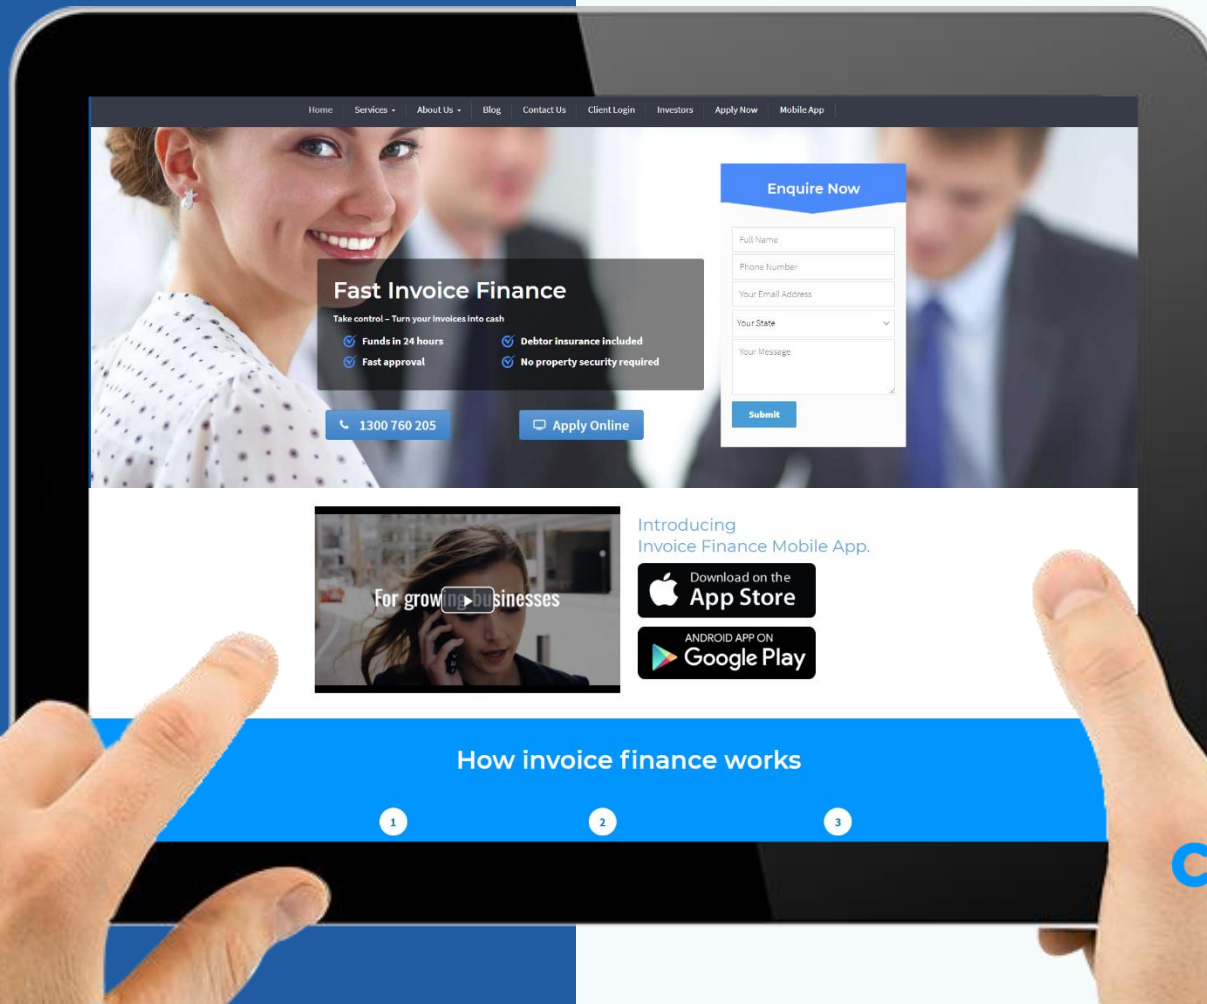 Home Services About Us Blog Contact Us Client Login Investors Apply Now Mobile App
Enquire Now
Full Name
Phone Number
Your Email Address
Your State
Your Message
Submit
Fast Invoice Finance
Take control – Turn your invoices into cash
Funds in 24 hours
Debtor insurance included
Fast approval
No property security required
1300 760 205
Apply Online
For growing businesses
Introducing
Invoice Finance Mobile App.
Download on the
App Store
ANDROID APP ON
Google Play
How invoice finance works
1 2 3
C